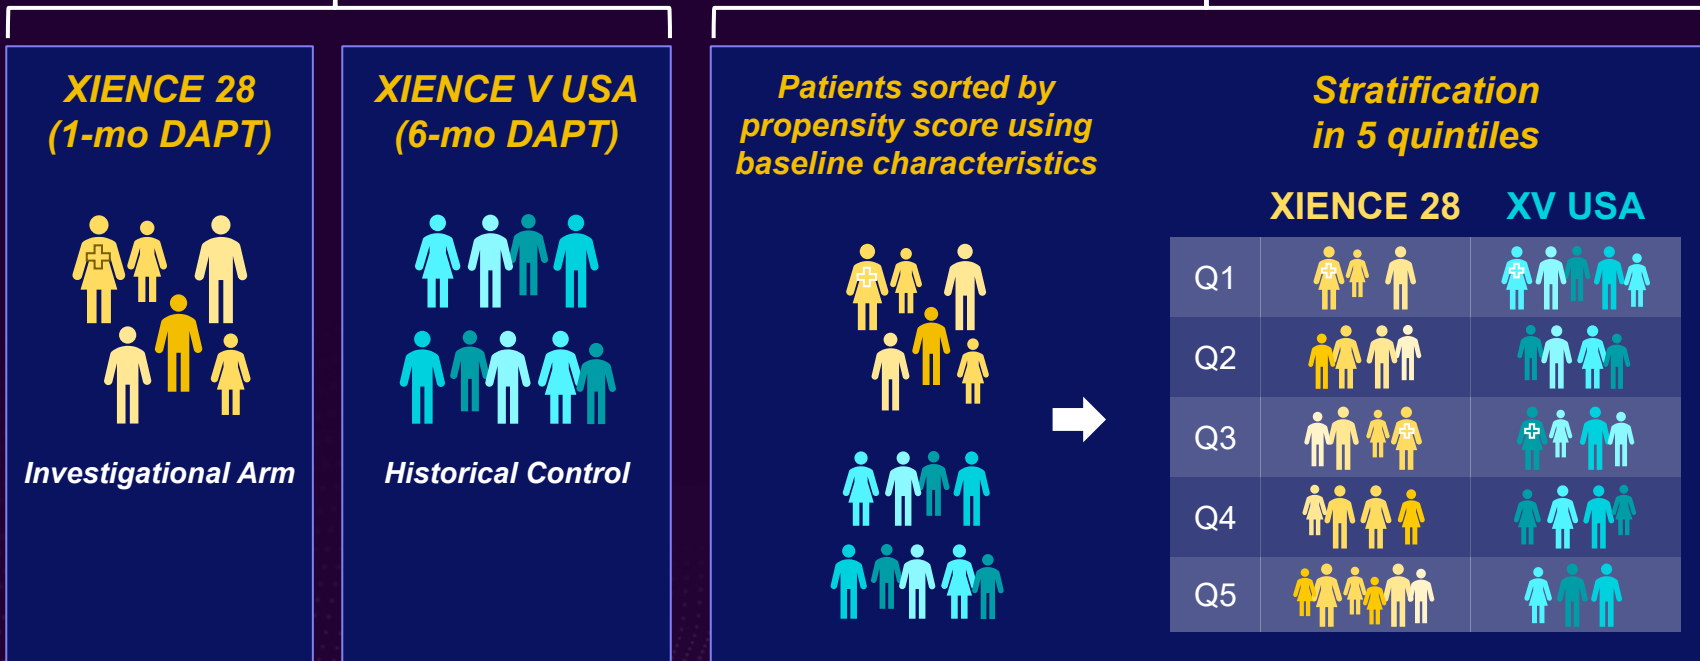 XIENCE 28
(1-mo DAPT)
Investigational Arm
XIENCE V USA
(6-mo DAPT)
Historical Control
Patients sorted by
propensity score using
baseline characteristics
Stratification
in 5 quintiles
XIENCE 28 XV USA
Q1
Q2
Q3
Q4
Q5